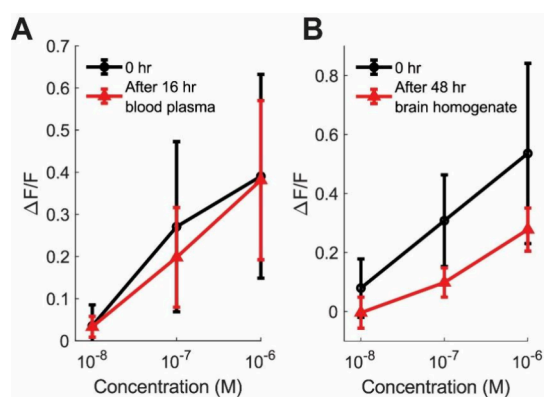 A
B
0 hr
After 16 hr
blood plasma
0 hr
After 48 hr
brain homogenate
ΔF/F
0.7
0.6
0.5
0.4
0.3
0.2
0.1
0
10⁻⁸
10⁻⁷
10⁻⁶
Concentration (M)
ΔF/F
0.8
0.6
0.4
0.2
0
10⁻⁸
10⁻⁷
10⁻⁶
Concentration (M)